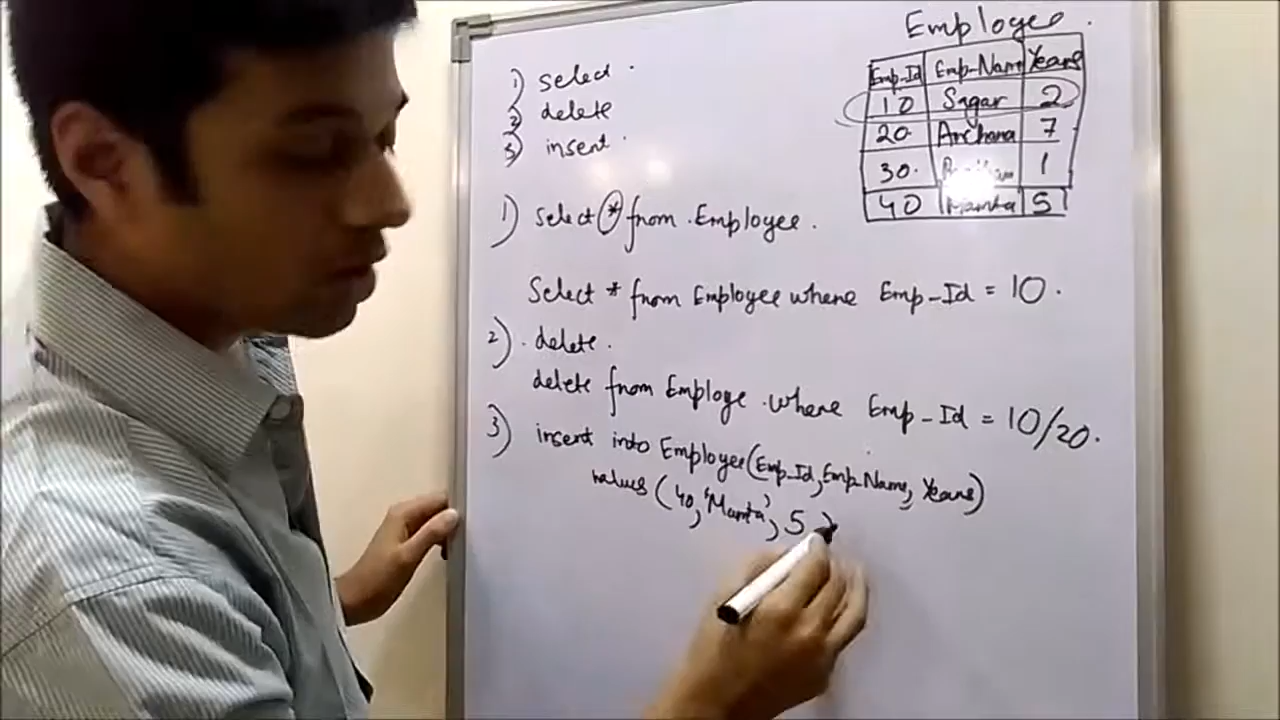 1) select.
2) delete
3) insert.
Employee.
Emp-Id Emp-Name Years
10 Sagar 2
20. Archana 7
30. 1
40 Mamta 5
1) Select * from Employee.
Select * from Employee where Emp-Id = 10.
2). delete.
delete from Employe where Emp-Id = 10/20.
3) insert into Employee(Emp-Id, Emp-Name, Years)
values (40, 'Mamta', 5)